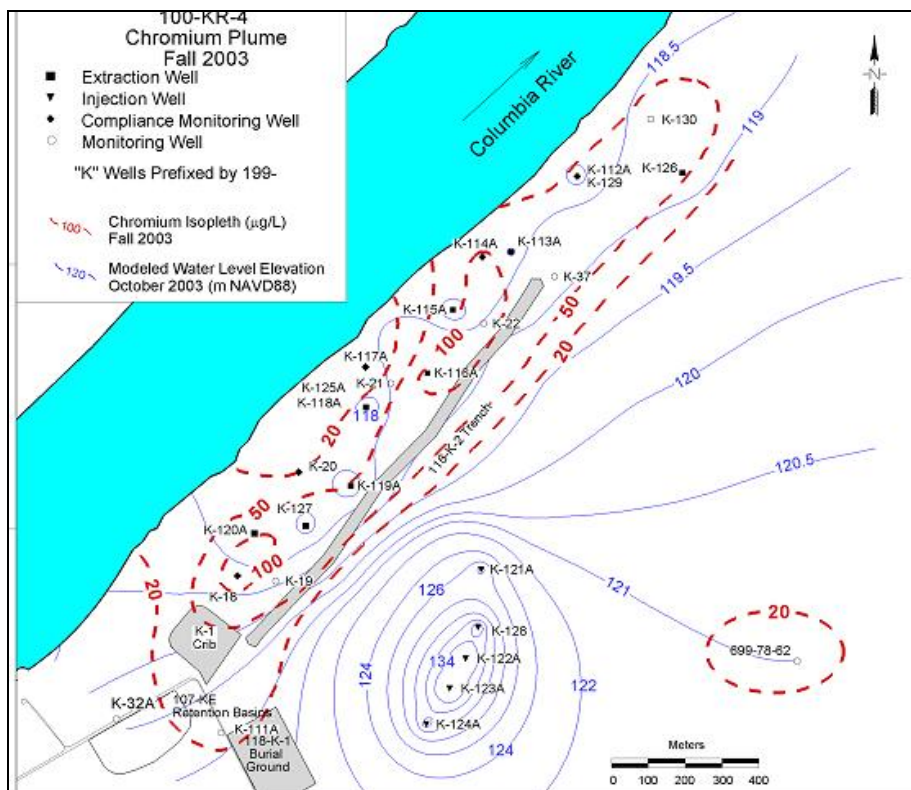 100-KR-4
Chromium Plume
Fall 2003
Extraction Well
Injection Well
Compliance Monitoring Well
Monitoring Well
"K" Wells Prefixed by 199-
100
Chromium Isopleth (µg/L)
Fall 2003
120
Modeled Water Level Elevation
October 2003 (m NAVD88)
Columbia River
N
118.5
K-130
119
K-112A
K-129
K-126
K-114A
K-113A
K-37
50
119.5
K-115A
100
K-22
20
K-117A
K-116A
120
K-125A
K-21
K-118A
118
20
116-K-2 Trench
120.5
K-20
K-119A
50
K-127
K-120A
100
K-19
K-18
20
K-121A
126
121
K-1
Crib
K-128
20
134
K-122A
699-78-62
124
K-123A
122
K-32A
107-KE
Retention Basins
K-124A
K-111A
118-K-1
Burial
Ground
124
Meters
0 100 200 300 400